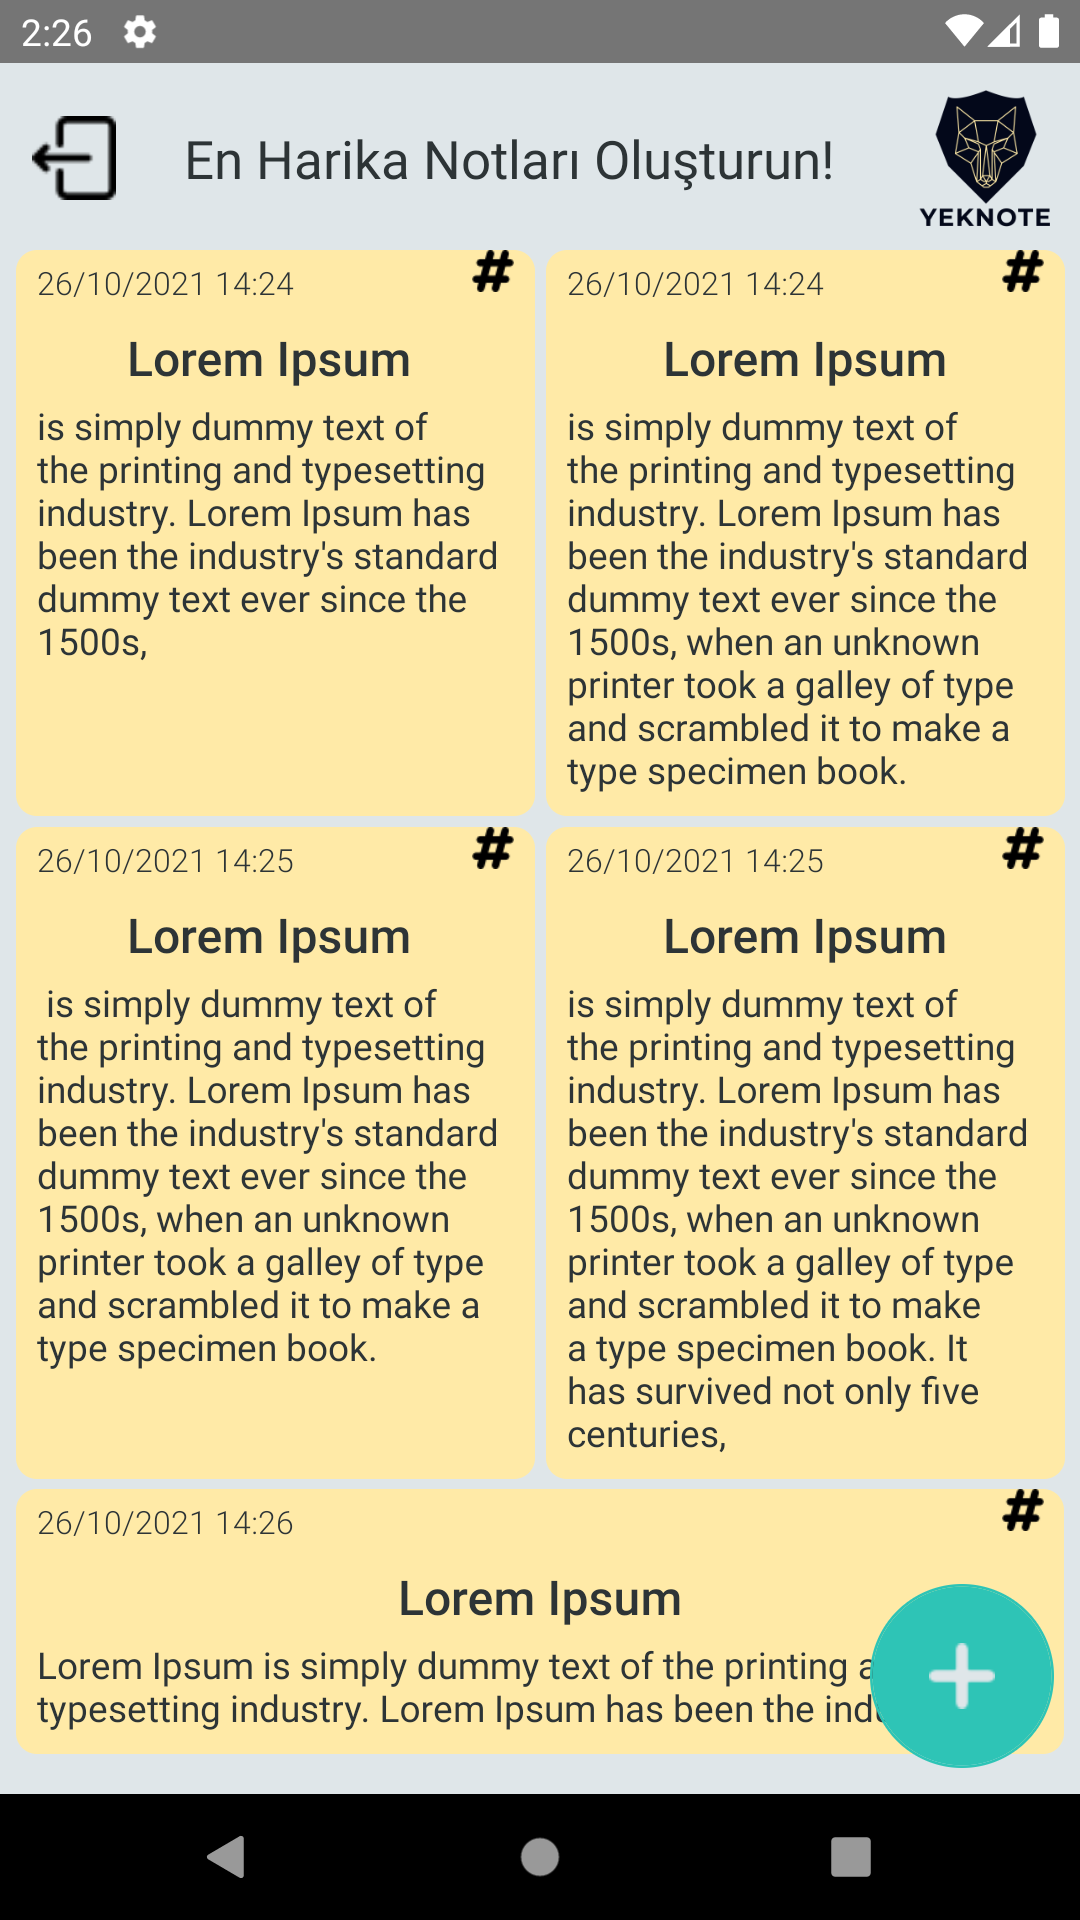 2:26
En Harika Notları Oluşturun!
YEKNOTE
26/10/2021 14:24
#
Lorem Ipsum
is simply dummy text of
the printing and typesetting
industry. Lorem Ipsum has
been the industry's standard
dummy text ever since the
1500s,
26/10/2021 14:24
#
Lorem Ipsum
is simply dummy text of
the printing and typesetting
industry. Lorem Ipsum has
been the industry's standard
dummy text ever since the
1500s, when an unknown
printer took a galley of type
and scrambled it to make a
type specimen book.
26/10/2021 14:25
#
Lorem Ipsum
is simply dummy text of
the printing and typesetting
industry. Lorem Ipsum has
been the industry's standard
dummy text ever since the
1500s, when an unknown
printer took a galley of type
and scrambled it to make a
type specimen book.
26/10/2021 14:25
#
Lorem Ipsum
is simply dummy text of
the printing and typesetting
industry. Lorem Ipsum has
been the industry's standard
dummy text ever since the
1500s, when an unknown
printer took a galley of type
and scrambled it to make
a type specimen book. It
has survived not only five
centuries,
26/10/2021 14:26
#
Lorem Ipsum
Lorem Ipsum is simply dummy text of the printing
typesetting industry. Lorem Ipsum has been the